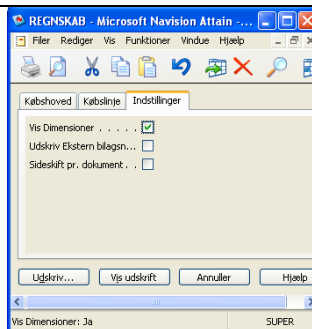 REGNSKAB - Microsoft Navision Attain - ...
Filer Rediger Vis Funktioner Vindue Hjælp
Købshoved Købslinje Indstillinger
Vis Dimensioner . . . . .
Udskriv Ekstern bilagsn...
Sideskift pr. dokument . .
Udskriv... Vis udskrift Annuller Hjælp
Vis Dimensioner: Ja SUPER